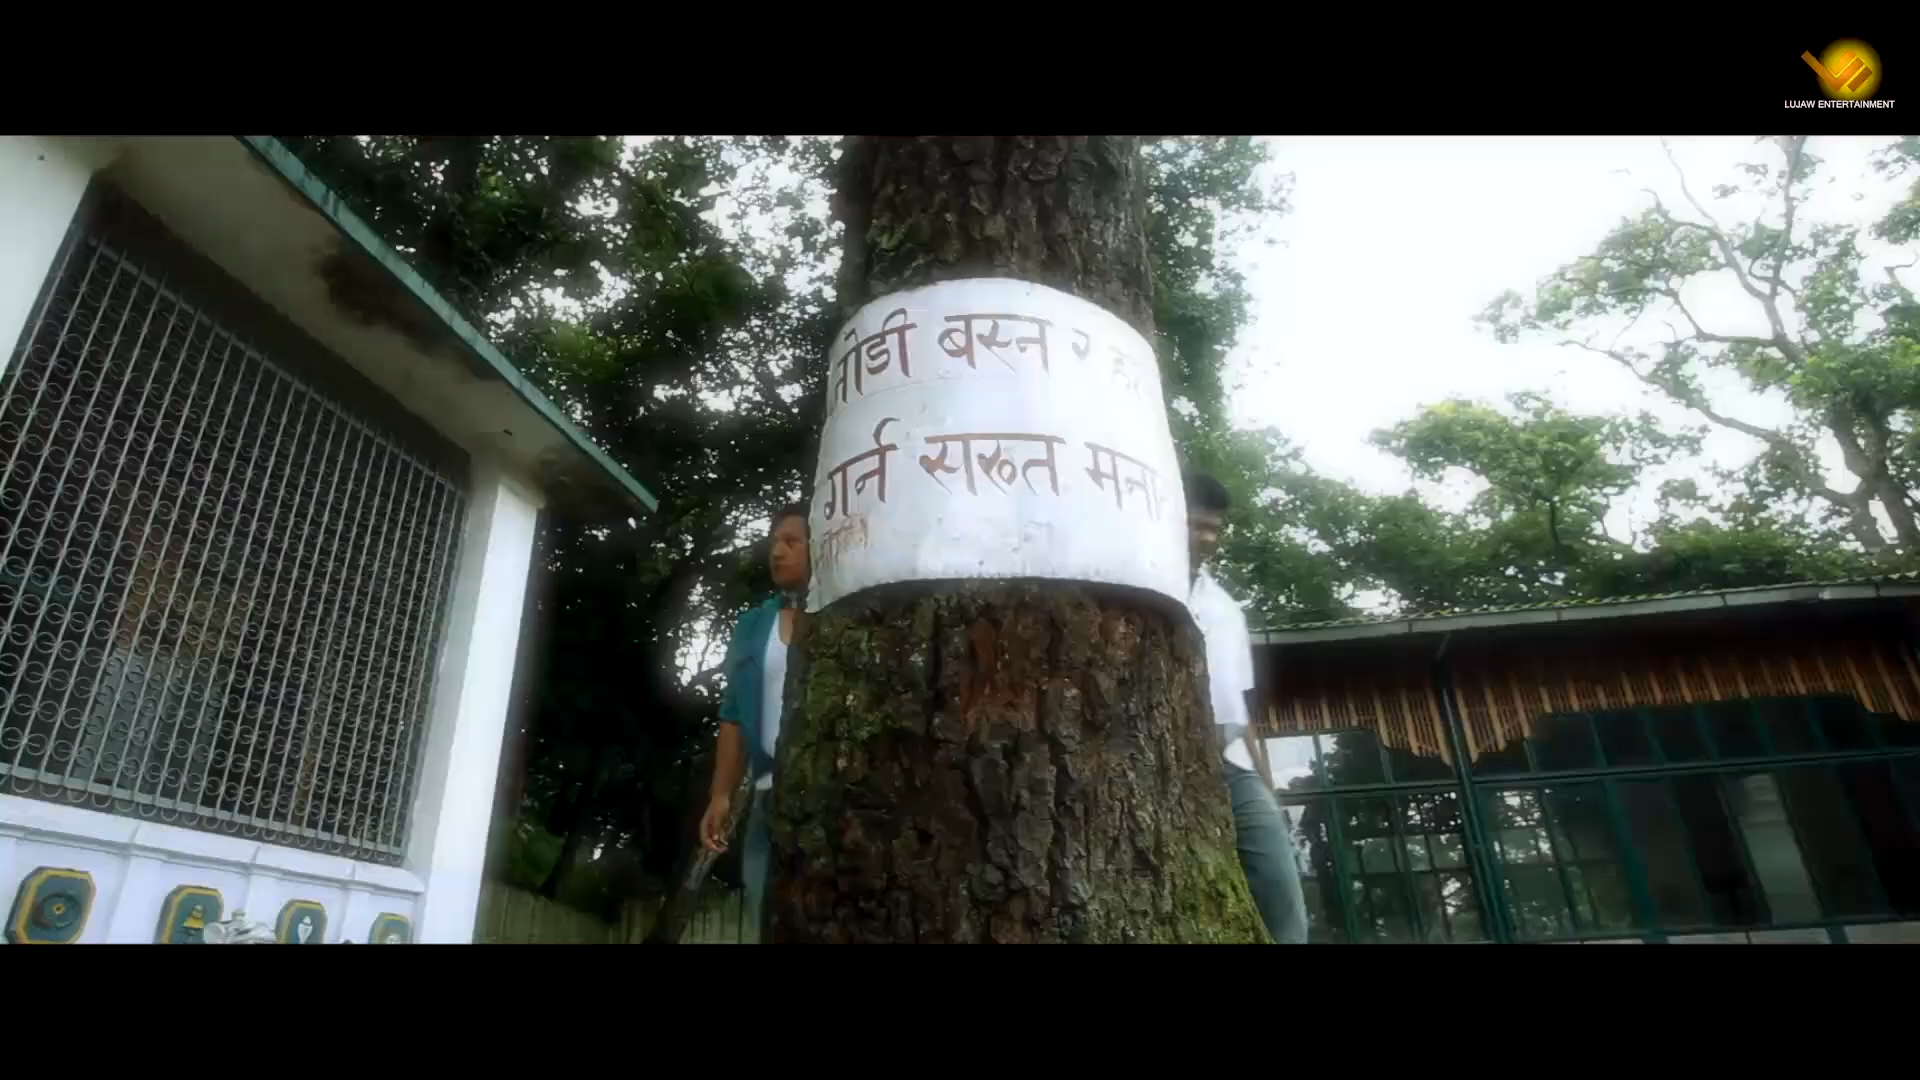 LUJAW ENTERTAINMENT
जोडी बस्न र
गर्न सख्त मना